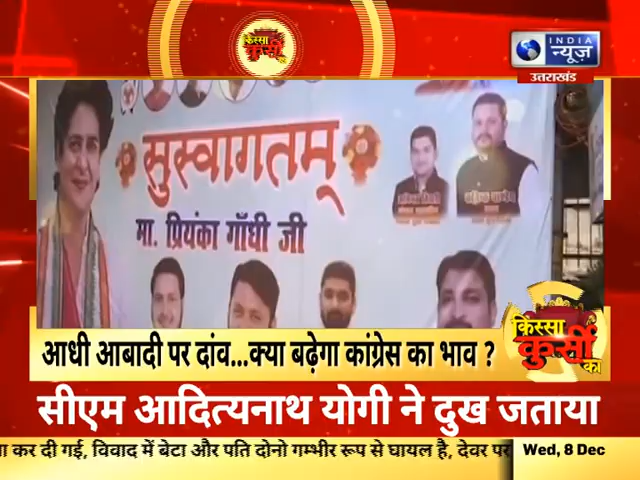 किस्सा
कुर्सी
का
INDIA
न्यूज़
उत्तराखंड
सुस्वागतम्
मा. प्रियंका गाँधी जी
आधी आबादी पर दांव...क्या बढ़ेगा कांग्रेस का भाव ?
किस्सा
कुर्सी
का
सीएम आदित्यनाथ योगी ने दुख जताया
कर दी गई, विवाद में बेटा और पति दोनो गम्भीर रूप से घायल है, देवर पर
Wed, 8 Dec